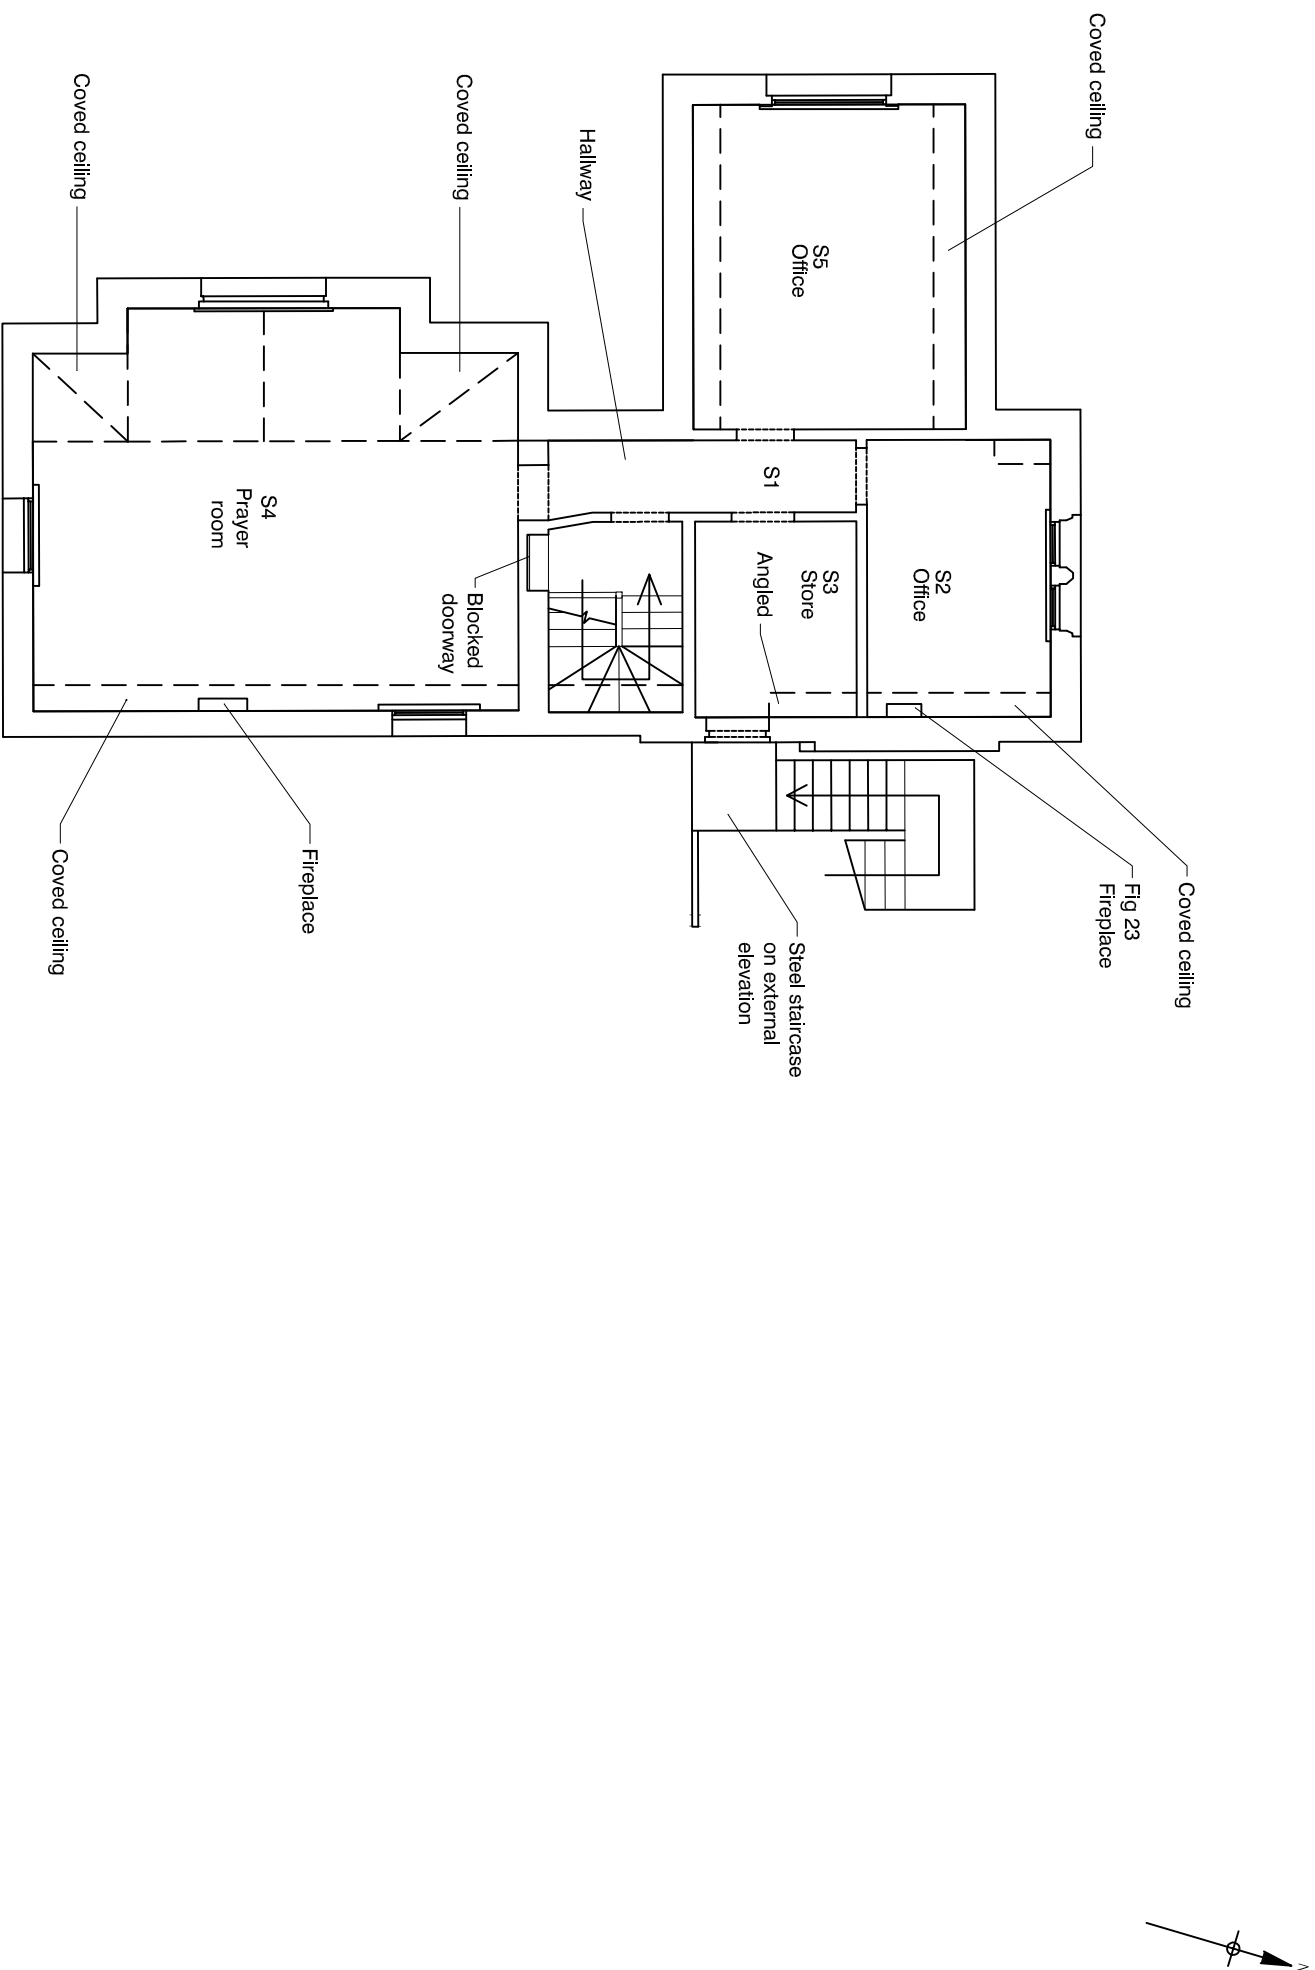 Coved ceiling
Fig 23
Fireplace
Coved ceiling
S2
Office
S5
Office
S3
Store
Steel staircase
on external
elevation
S1
Angled
Hallway
Coved ceiling
Blocked
doorway
Fireplace
S4
Prayer
room
Coved ceiling
Coved ceiling
N